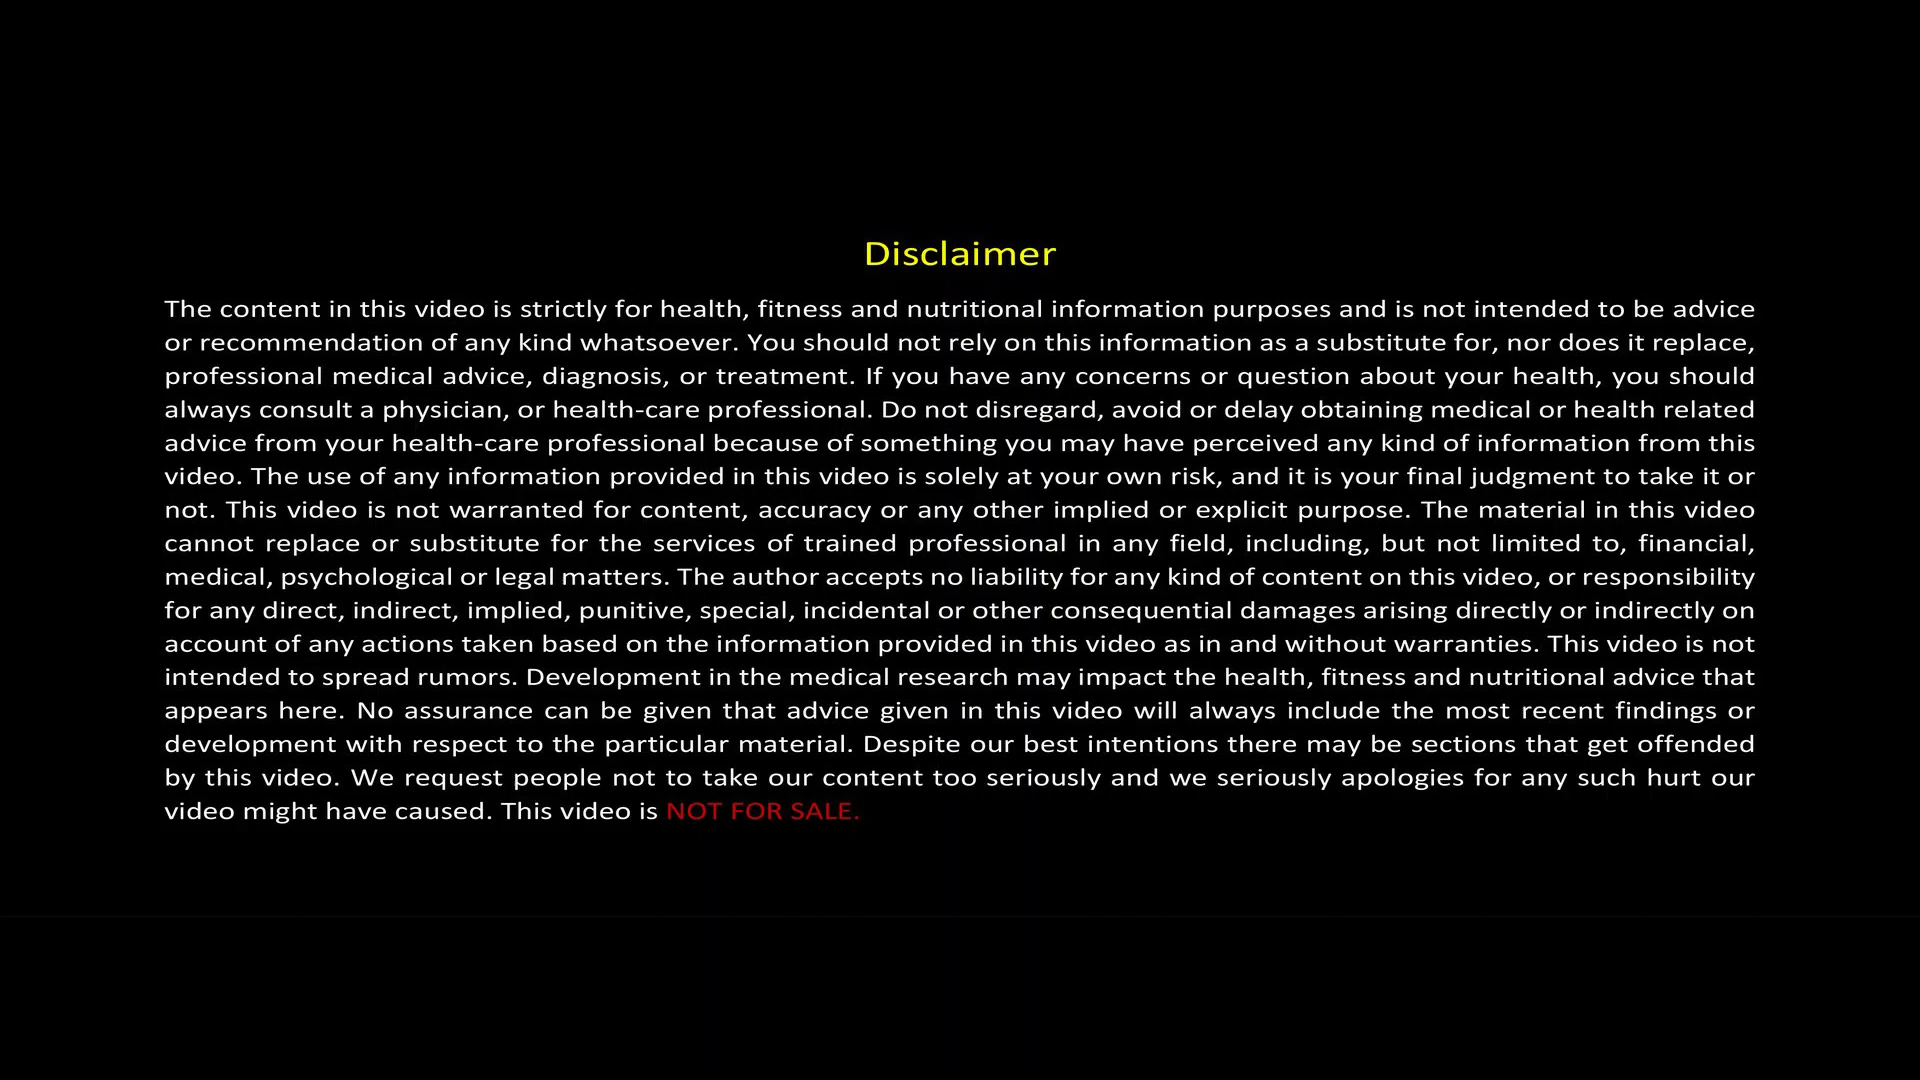 Disclaimer
The content in this video is strictly for health, fitness and nutritional information purposes and is not intended to be advice
or recommendation of any kind whatsoever. You should not rely on this information as a substitute for, nor does it replace,
professional medical advice, diagnosis, or treatment. If you have any concerns or question about your health, you should
always consult a physician, or health-care professional. Do not disregard, avoid or delay obtaining medical or health related
advice from your health-care professional because of something you may have perceived any kind of information from this
video. The use of any information provided in this video is solely at your own risk, and it is your final judgment to take it or
not. This video is not warranted for content, accuracy or any other implied or explicit purpose. The material in this video
cannot replace or substitute for the services of trained professional in any field, including, but not limited to, financial,
medical, psychological or legal matters. The author accepts no liability for any kind of content on this video, or responsibility
for any direct, indirect, implied, punitive, special, incidental or other consequential damages arising directly or indirectly on
account of any actions taken based on the information provided in this video as in and without warranties. This video is not
intended to spread rumors. Development in the medical research may impact the health, fitness and nutritional advice that
appears here. No assurance can be given that advice given in this video will always include the most recent findings or
development with respect to the particular material. Despite our best intentions there may be sections that get offended
by this video. We request people not to take our content too seriously and we seriously apologies for any such hurt our
video might have caused. This video is NOT FOR SALE.